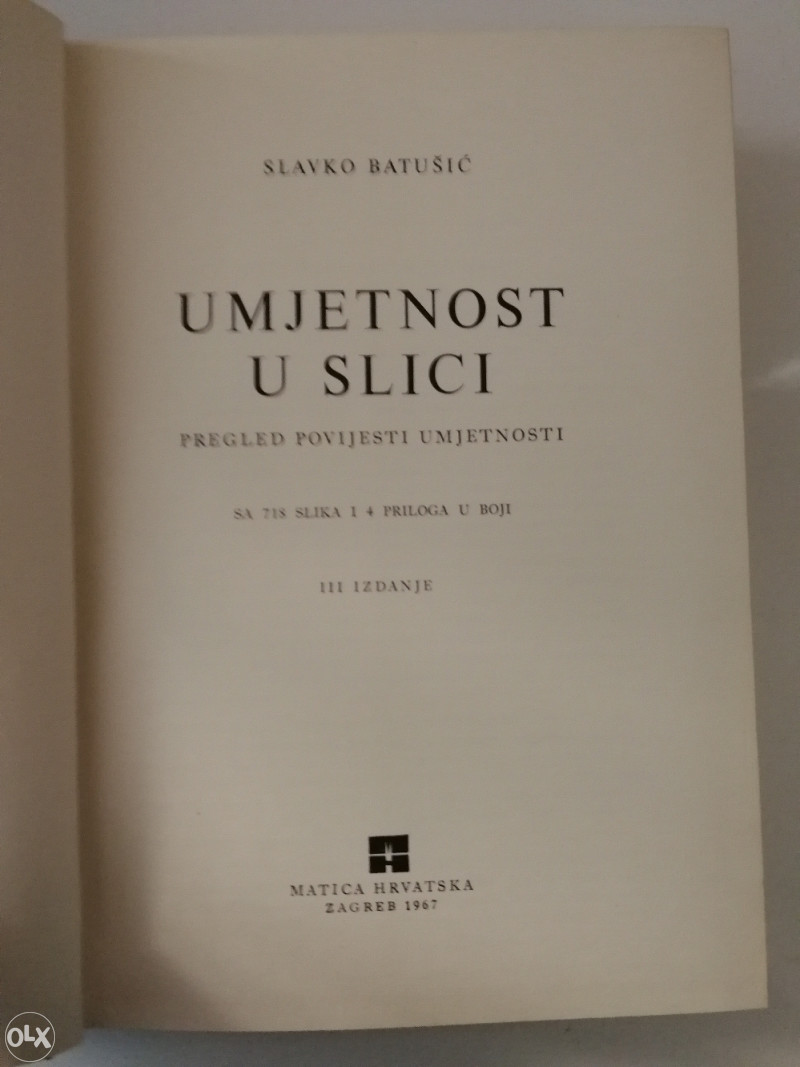 SLAVKO BATUŠIĆ
UMJETNOST
U SLICI
PREGLED POVIJESTI UMJETNOSTI
SA 718 SLIKA I 4 PRILOGA U BOJI
III IZDANJE
MH
MATICA HRVATSKA
ZAGREB 1967
OLX